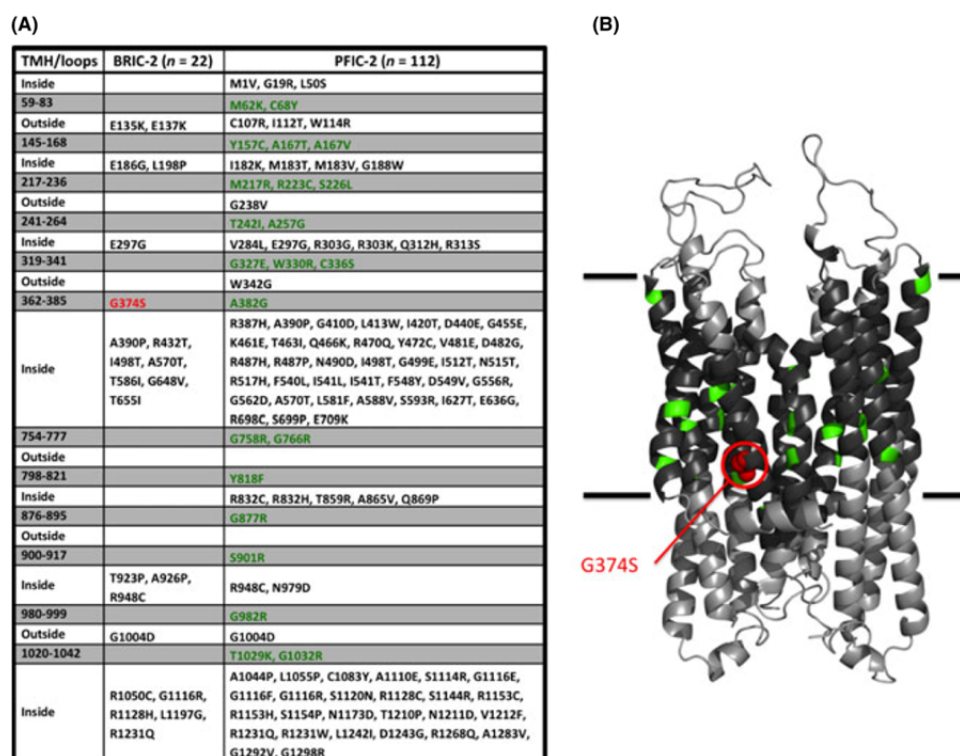 (A)
(B)
TMH/loops BRIC-2 (n = 22) PFIC-2 (n = 112)
Inside M1V, G19R, L50S
59-83 M62K, C68Y
Outside E135K, E137K C107R, I112T, W114R
145-168 Y157C, A167T, A167V
Inside E186G, L198P I182K, M183T, M183V, G188W
217-236 M217R, R223C, S226L
Outside G238V
241-264 T242I, A257G
Inside E297G V284L, E297G, R303G, R303K, Q312H, R313S
319-341 G327E, W330R, C336S
Outside W342G
362-385 G374S A382G
Inside
A390P, R432T,
I498T, A570T,
T586I, G648V,
T655I
R387H, A390P, G410D, L413W, I420T, D440E, G455E,
K461E, T463I, Q466K, R470Q, Y472C, V481E, D482G,
R487H, R487P, N490D, I498T, G499E, I512T, N515T,
R517H, F540L, I541L, I541T, F548Y, D549V, G556R,
G562D, A570T, L581F, A588V, S593R, I627T, E636G,
R698C, S699P, E709K
754-777 G758R, G766R
Outside
798-821 Y818F
Inside R832C, R832H, T859R, A865V, Q869P
876-895 G877R
Outside
900-917 S901R
Inside
T923P, A926P,
R948C
R948C, N979D
980-999 G982R
Outside G1004D G1004D
1020-1042 T1029K, G1032R
Inside
R1050C, G1116R,
R1128H, L1197G,
R1231Q
A1044P, L1055P, C1083Y, A1110E, S1114R, G1116E,
G1116F, G1116R, S1120N, R1128C, S1144R, R1153C,
R1153H, S1154P, N1173D, T1210P, N1211D, V1212F,
R1231Q, R1231W, L1242I, D1243G, R1268Q, A1283V,
G1292V, G1298R
G374S